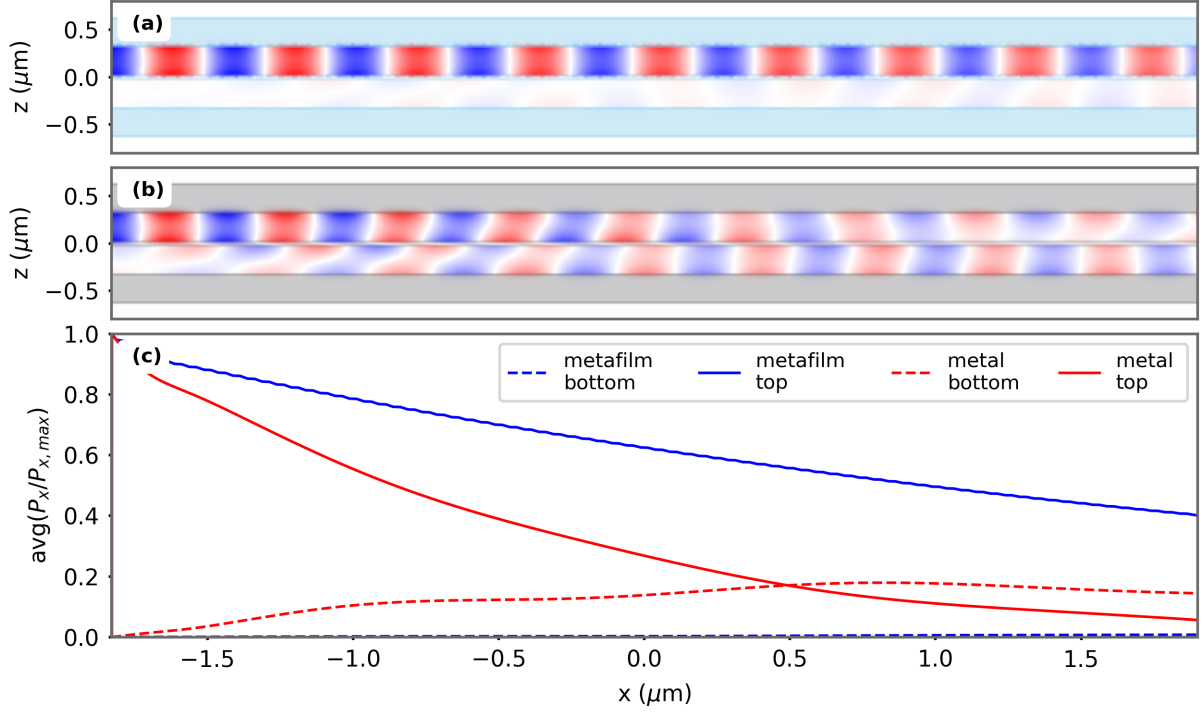 (a)
z (μm)
0.5
0.0
−0.5
(b)
z (μm)
0.5
0.0
−0.5
(c)
avg(Px/Px,max)
1.0
0.8
0.6
0.4
0.2
0.0
metafilm bottom
metafilm top
metal bottom
metal top
−1.5 −1.0 −0.5 0.0 0.5 1.0 1.5
x (μm)